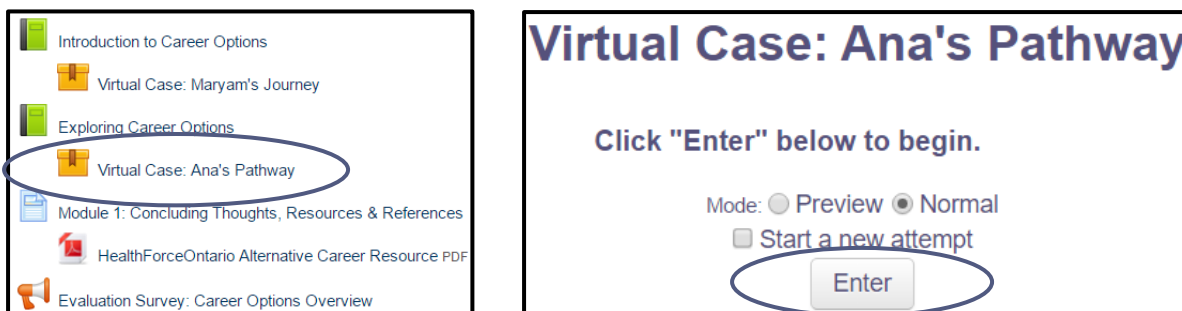 Introduction to Career Options
Virtual Case: Maryam's Journey
Exploring Career Options
Virtual Case: Ana's Pathway
Module 1: Concluding Thoughts, Resources & References
HealthForceOntario Alternative Career Resource PDF
Evaluation Survey: Career Options Overview
Virtual Case: Ana's Pathway
Click "Enter" below to begin.
Mode: Preview Normal
Start a new attempt
Enter